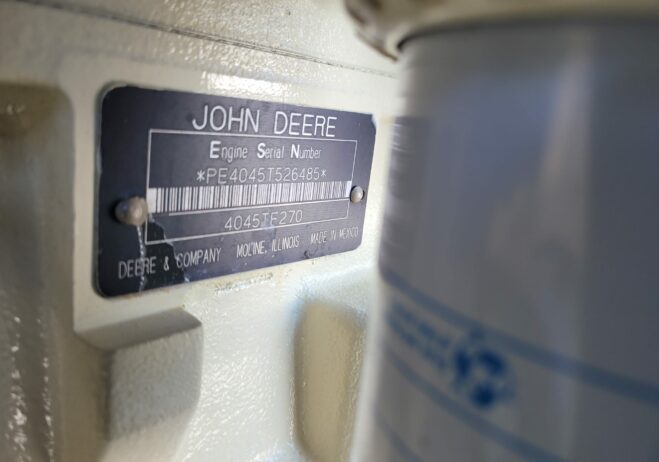 JOHN DEERE
Engine Serial Number
*PE4045T526485*
4045TF270
DEERE & COMPANY MOLINE, ILLINOIS MADE IN MEXICO